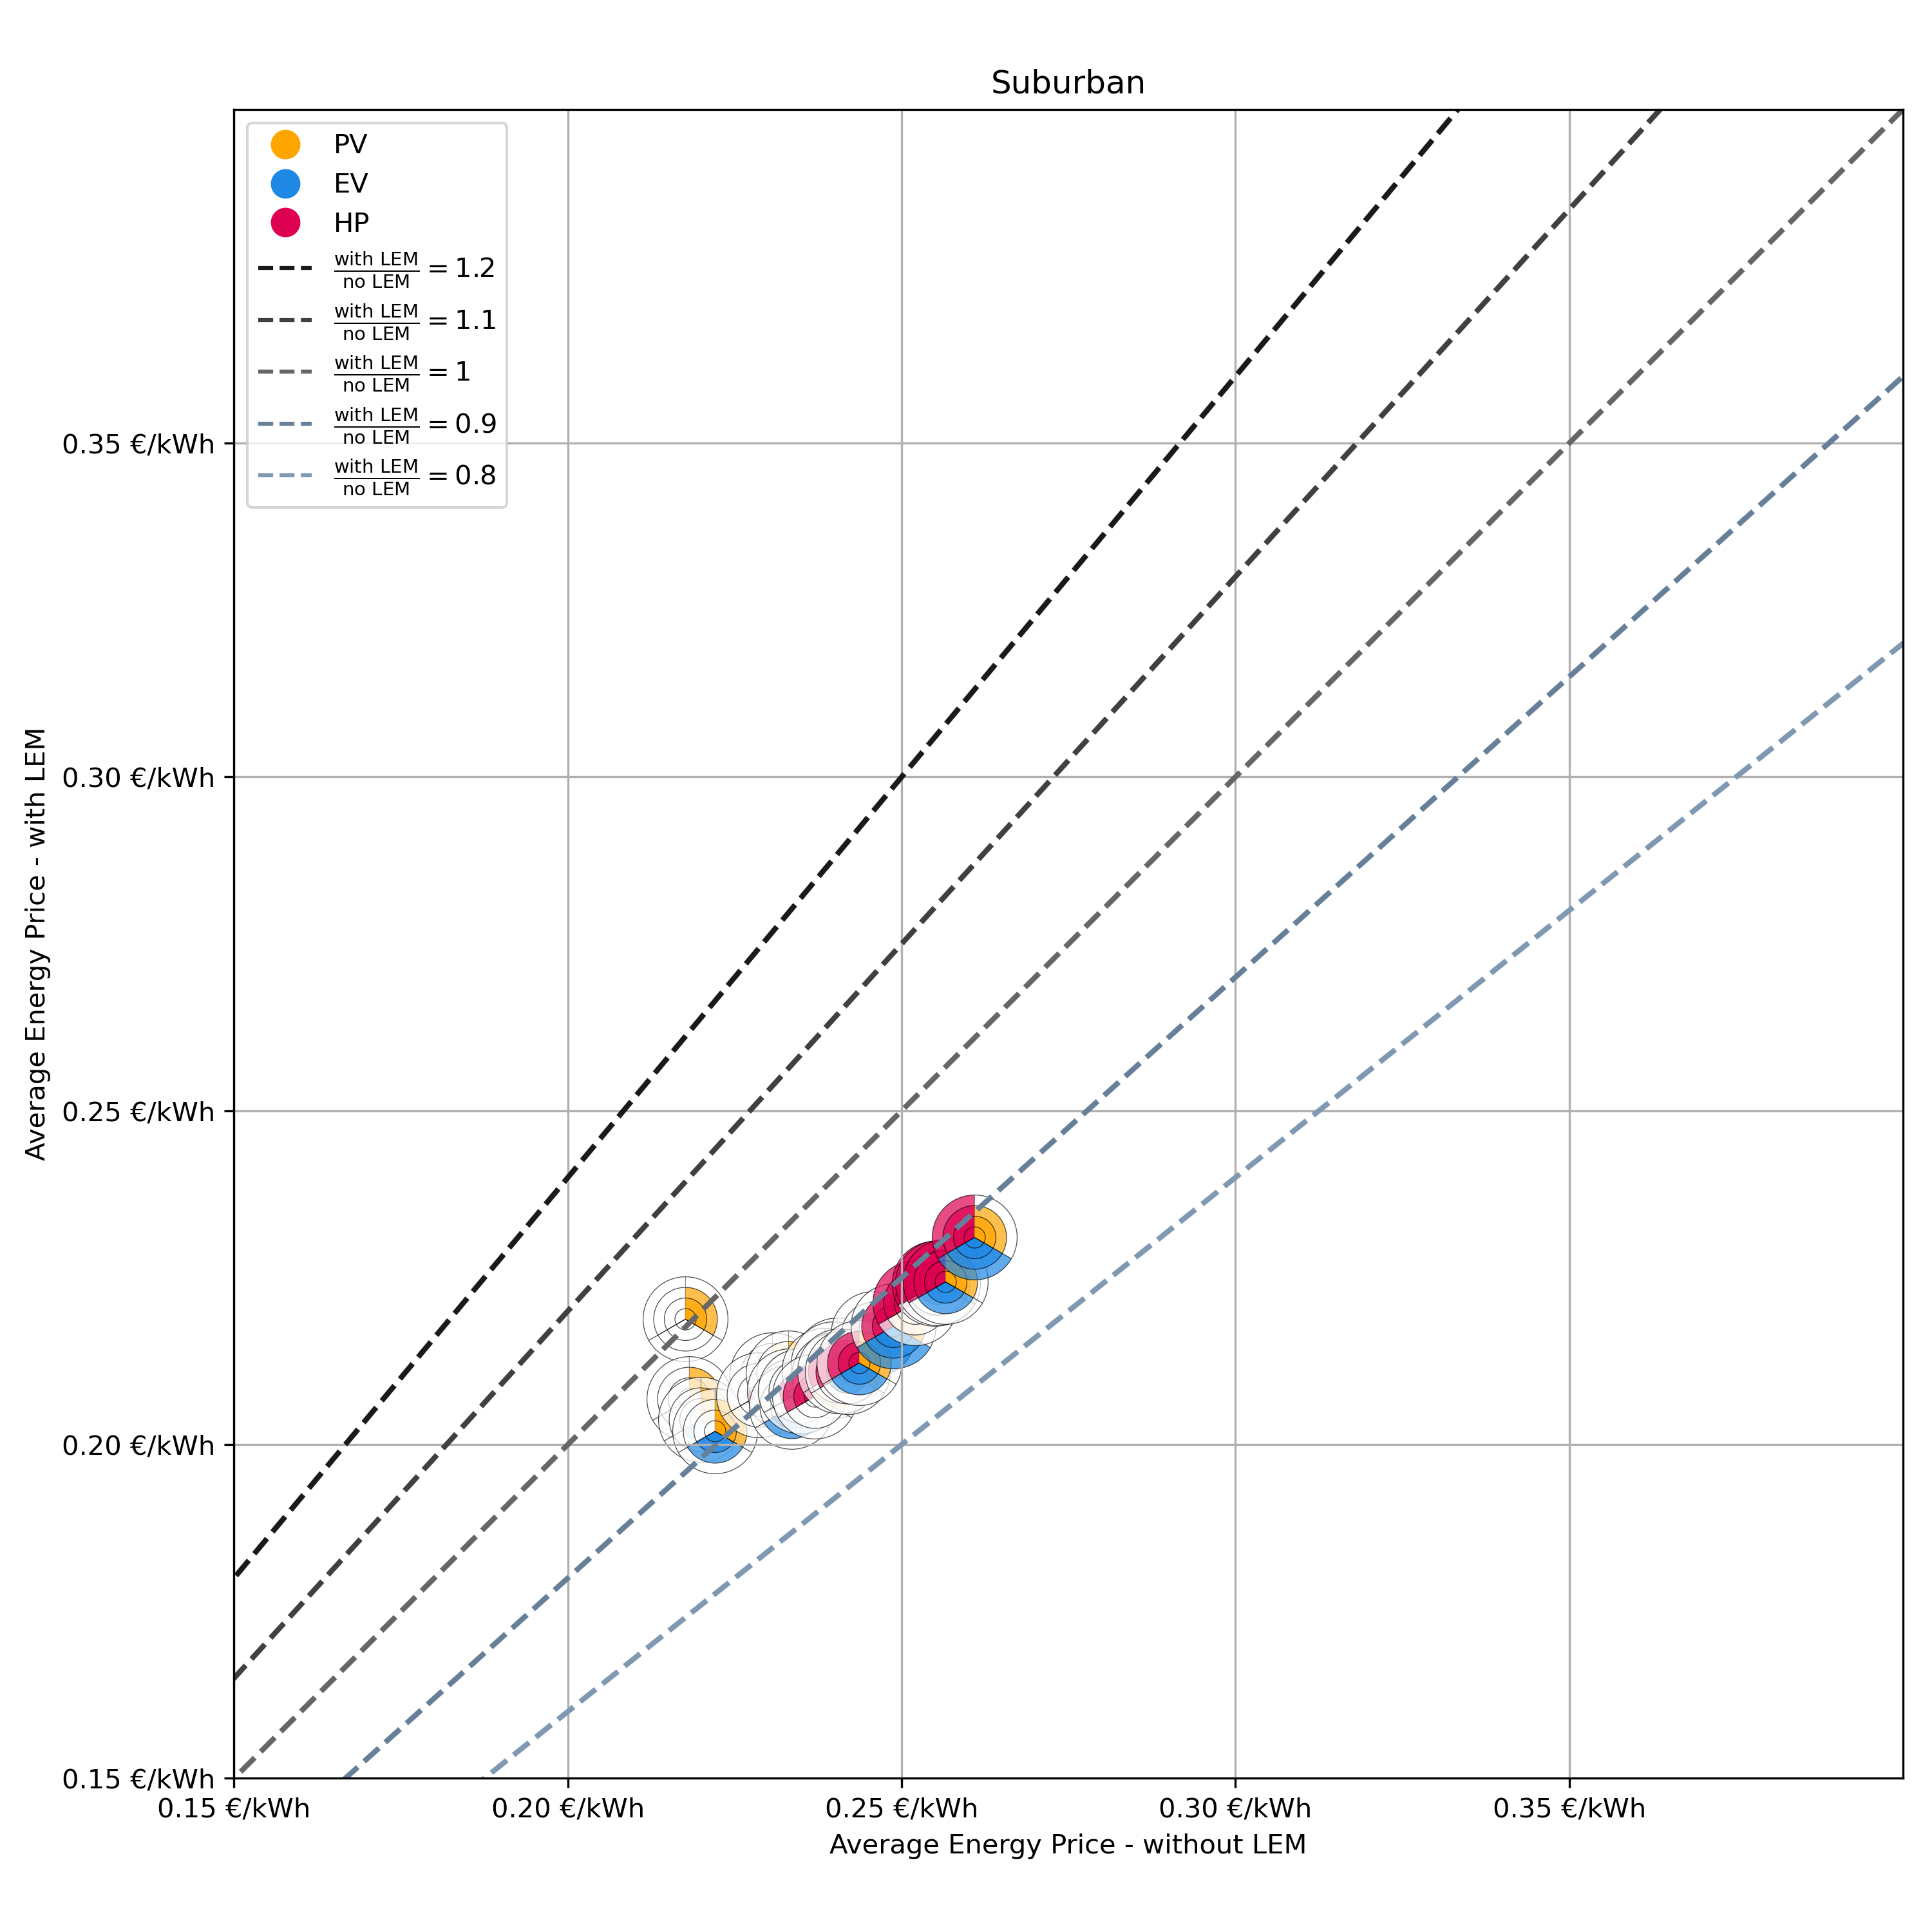 Suburban
PV
EV
HP
with LEM
no LEM = 1.2
with LEM
no LEM = 1.1
with LEM
no LEM = 1
with LEM
no LEM = 0.9
with LEM
no LEM = 0.8
0.35 €/kWh
0.30 €/kWh
0.25 €/kWh
0.20 €/kWh
0.15 €/kWh
Average Energy Price - with LEM
0.15 €/kWh 0.20 €/kWh 0.25 €/kWh 0.30 €/kWh 0.35 €/kWh
Average Energy Price - without LEM